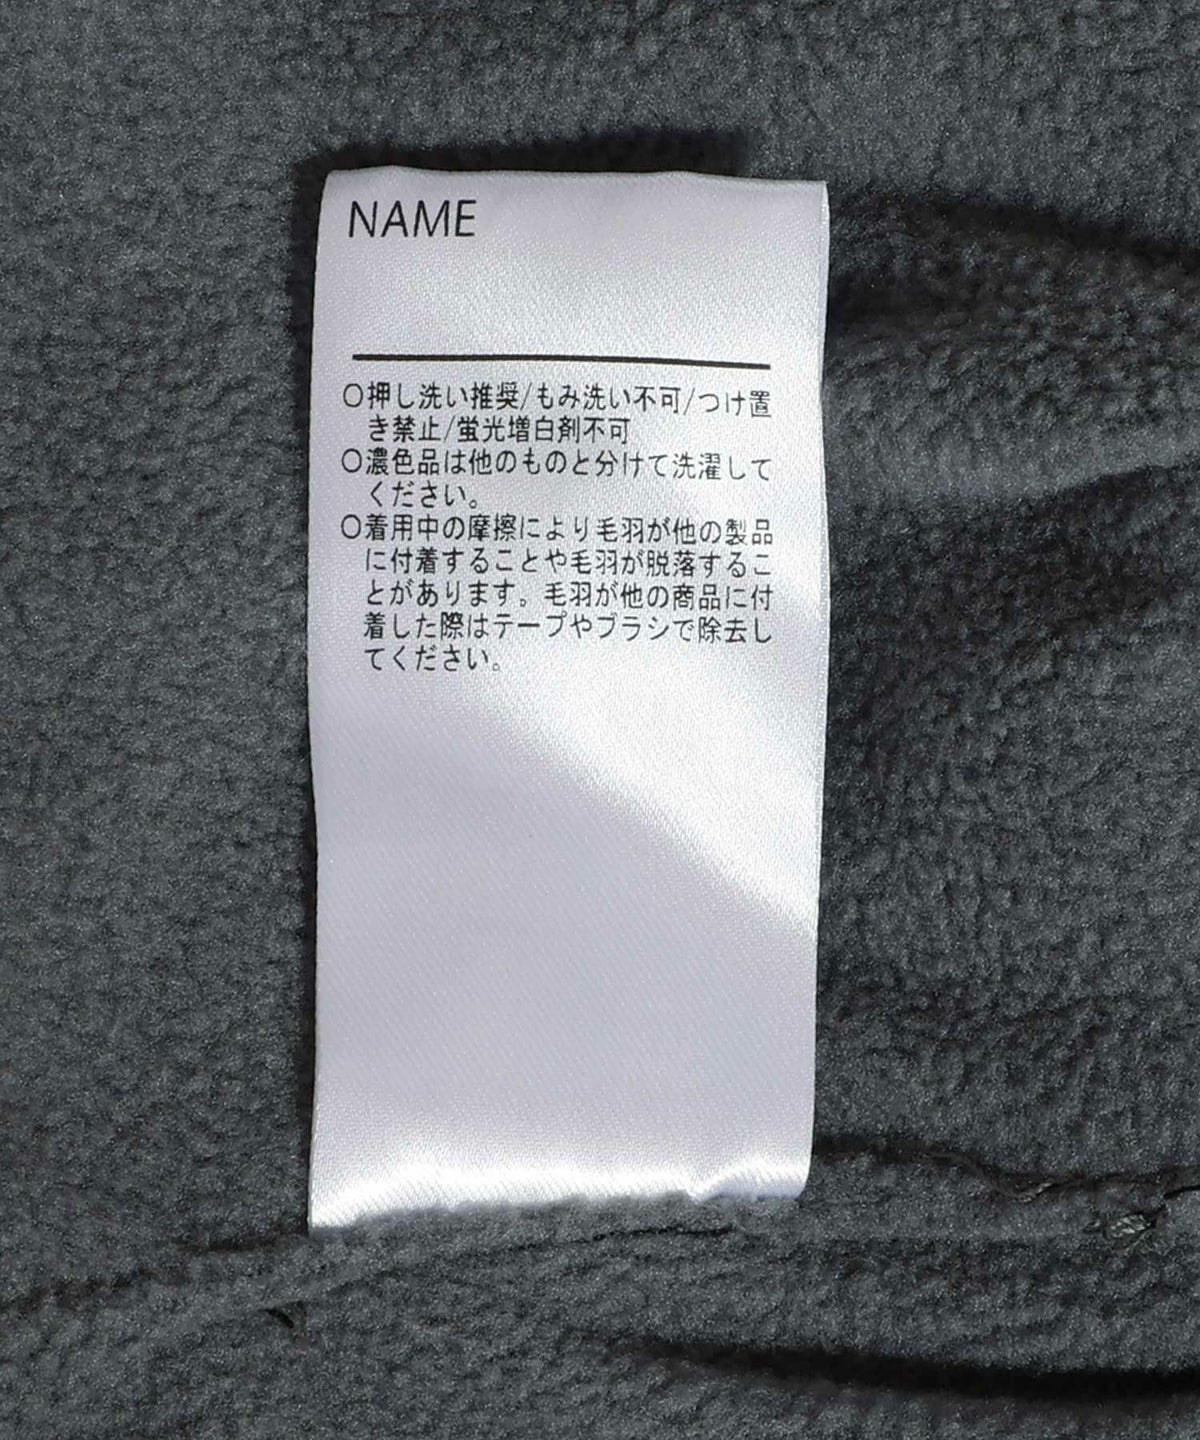 NAME
○押し洗い推奨/もみ洗い不可/つけ置
き禁止/蛍光増白剤不可
○濃色品は他のものと分けて洗濯して
ください。
○着用中の摩擦により毛羽が他の製品
に付着することや毛羽が脱落するこ
とがあります。毛羽が他の商品に付
着した際はテープやブラシで除去し
てください。